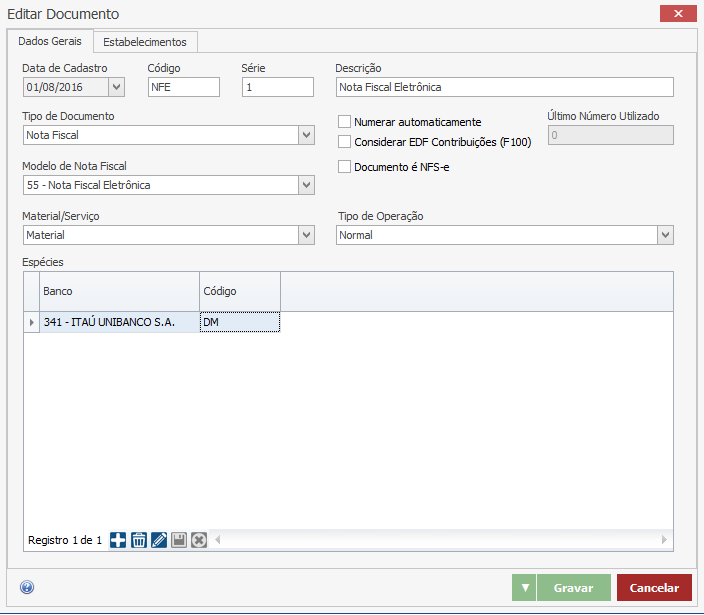 Editar Documento
Dados Gerais
Estabelecimentos
Data de Cadastro
Código
Série
Descrição
01/08/2016
NFE
1
Nota Fiscal Eletrônica
Tipo de Documento
Nota Fiscal
Numerar automaticamente
Considerar EDF Contribuições (F100)
Último Número Utilizado
0
Modelo de Nota Fiscal
55 - Nota Fiscal Eletrônica
Documento é NFS-e
Material/Serviço
Material
Tipo de Operação
Normal
Espécies
Banco
Código
341 - ITAÚ UNIBANCO S.A.
DM
Registro 1 de 1
Gravar
Cancelar